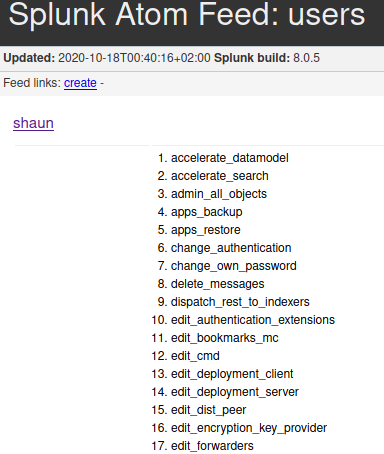 Splunk Atom Feed: users
Updated: 2020-10-18T00:40:16+02:00 Splunk build: 8.0.5
Feed links: create -
shaun
1. accelerate_datamodel
2. accelerate_search
3. admin_all_objects
4. apps_backup
5. apps_restore
6. change_authentication
7. change_own_password
8. delete_messages
9. dispatch_rest_to_indexers
10. edit_authentication_extensions
11. edit_bookmarks_mc
12. edit_cmd
13. edit_deployment_client
14. edit_deployment_server
15. edit_dist_peer
16. edit_encryption_key_provider
17. edit_forwarders